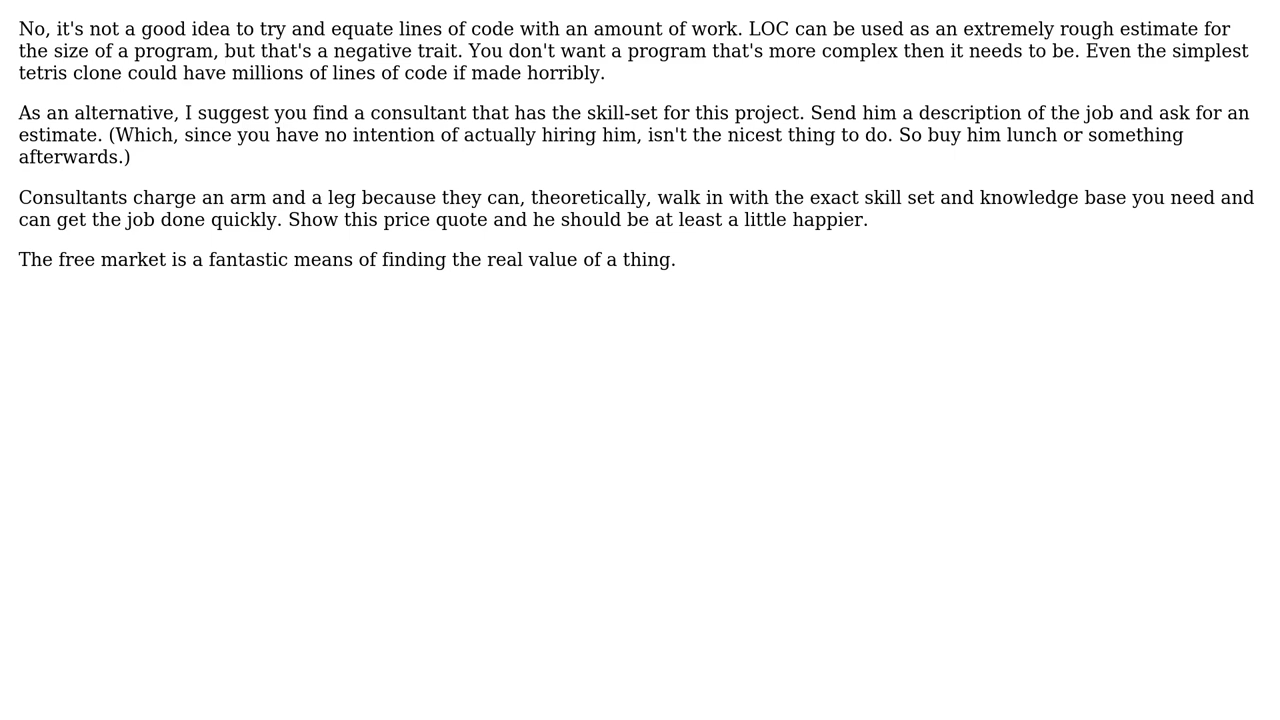 No, it's not a good idea to try and equate lines of code with an amount of work. LOC can be used as an extremely rough estimate for
the size of a program, but that's a negative trait. You don't want a program that's more complex then it needs to be. Even the simplest
tetris clone could have millions of lines of code if made horribly.
As an alternative, I suggest you find a consultant that has the skill-set for this project. Send him a description of the job and ask for an
estimate. (Which, since you have no intention of actually hiring him, isn't the nicest thing to do. So buy him lunch or something
afterwards.)
Consultants charge an arm and a leg because they can, theoretically, walk in with the exact skill set and knowledge base you need and
can get the job done quickly. Show this price quote and he should be at least a little happier.
The free market is a fantastic means of finding the real value of a thing.